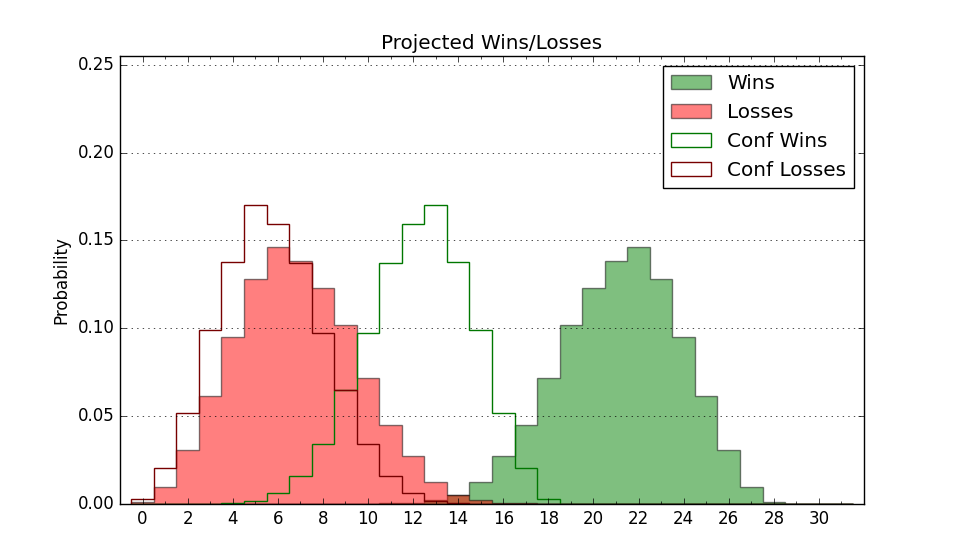 Projected Wins/Losses
0.25
0.20
0.15
0.10
0.05
0.00
Probability
Wins
Losses
Conf Wins
Conf Losses
0 2 4 6 8 10 12 14 16 18 20 22 24 26 28 30